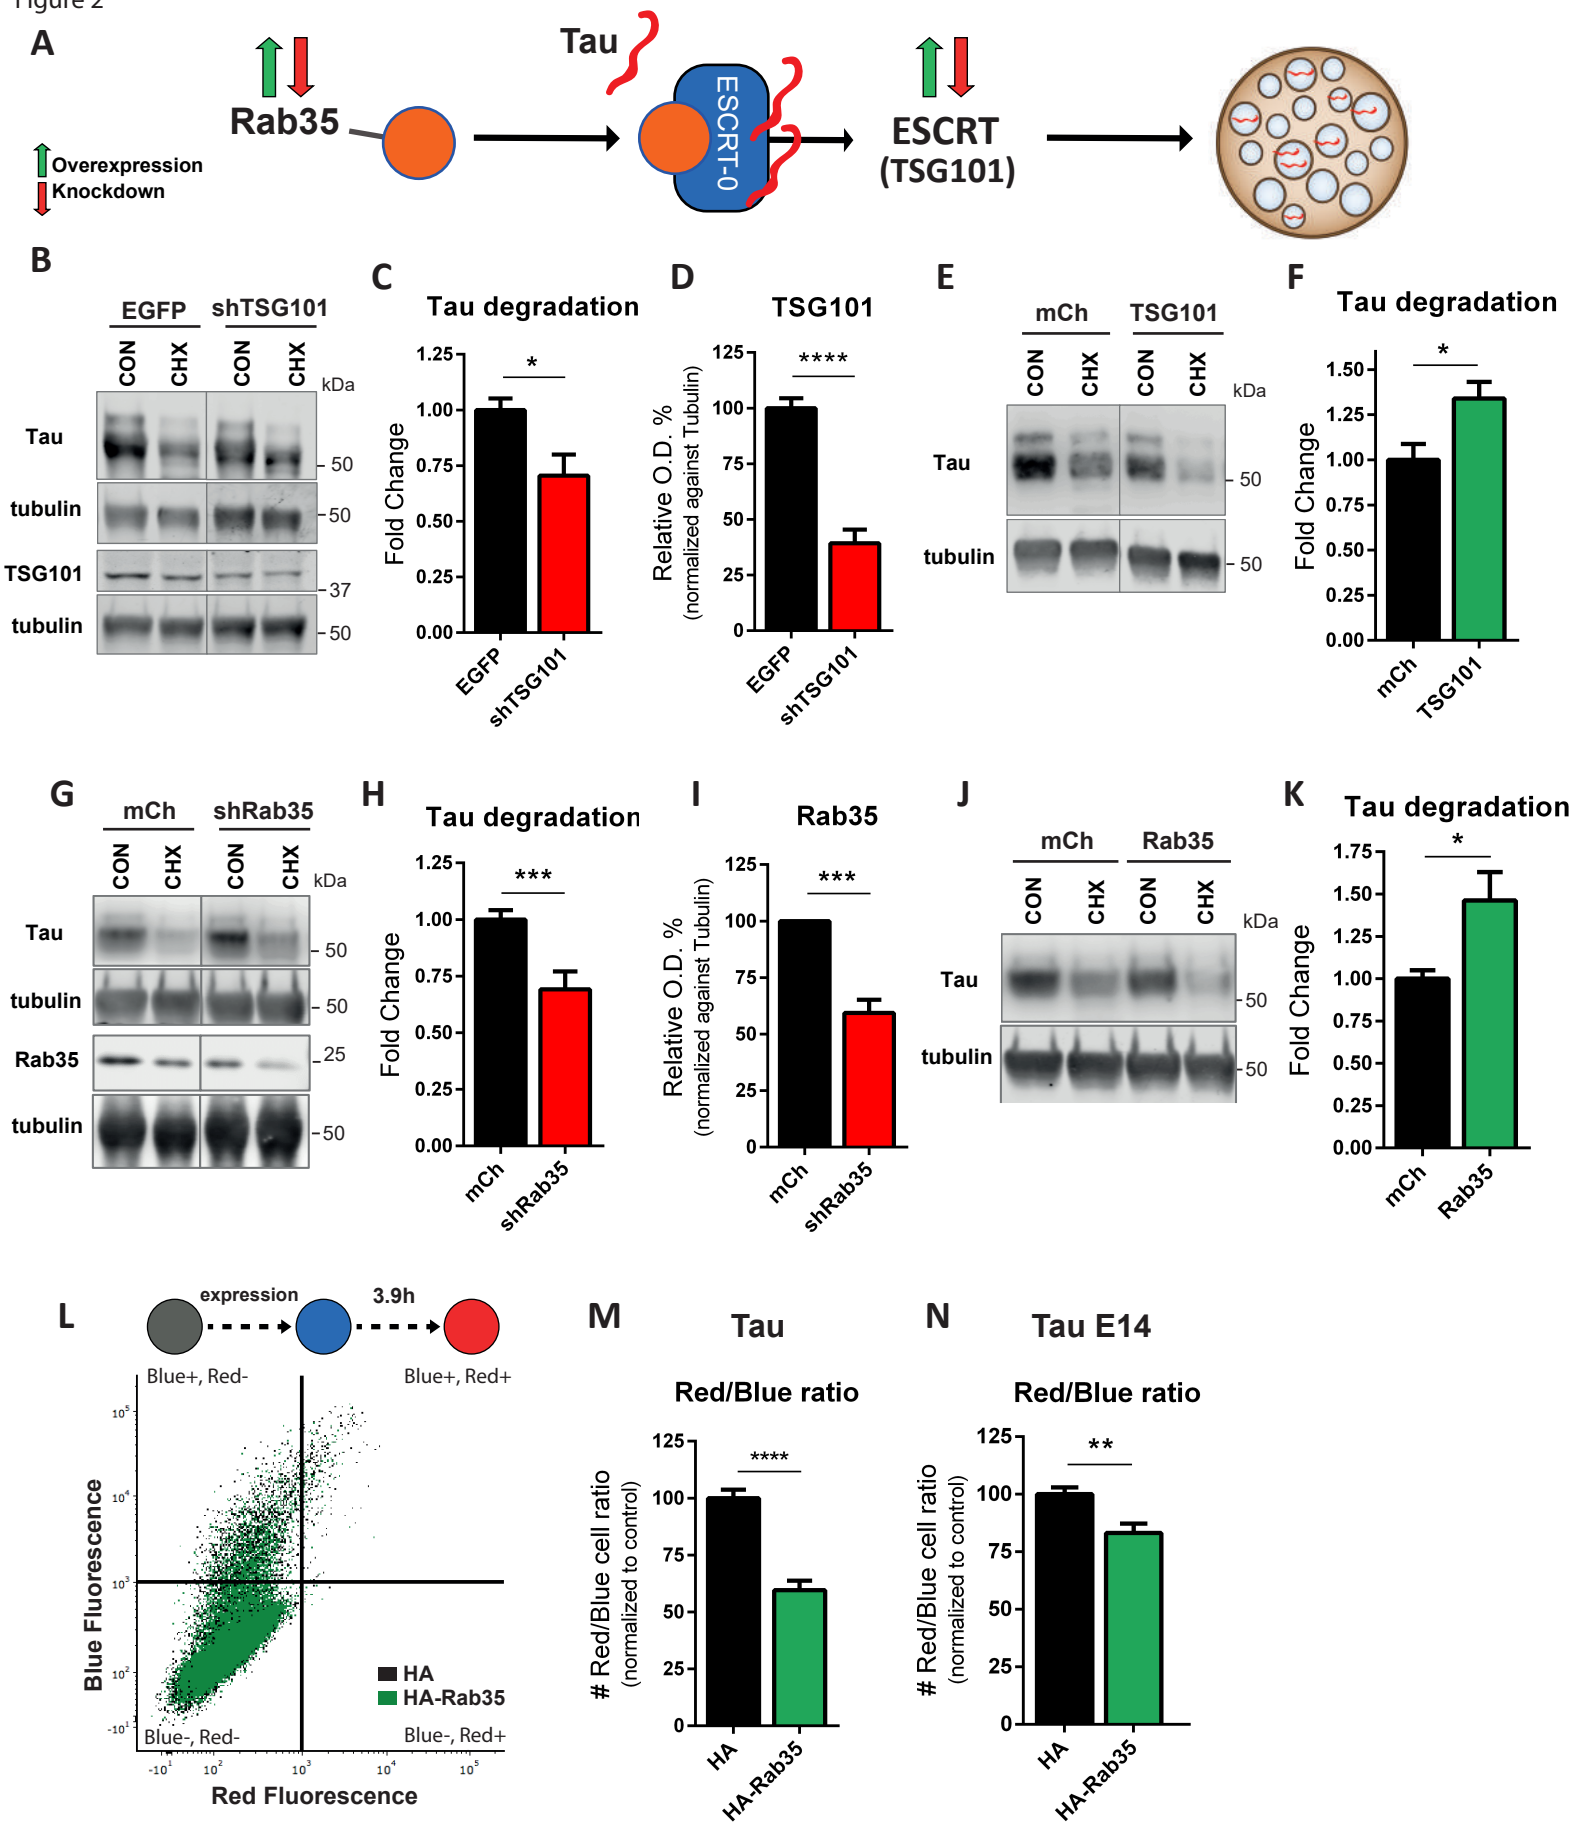 Figure 2
A
Rab35
Overexpression
Knockdown
Tau
ESCRT-0
ESCRT
(TSG101)
B
EGFP shTSG101
CON CHX CON CHX
kDa
Tau
50
tubulin
50
TSG101
37
tubulin
50
C
Tau degradation
*
Fold Change
1.25
1.00
0.75
0.50
0.25
0.00
EGFP
shTSG101
D
TSG101
****
Relative O.D. %
(normalized against Tubulin)
125
100
75
50
25
0
EGFP
shTSG101
E
mCh TSG101
CON CHX CON CHX
kDa
Tau
50
tubulin
50
F
Tau degradation
*
Fold Change
1.50
1.25
1.00
0.75
0.50
0.25
0.00
mCh
TSG101
G
mCh shRab35
CON CHX CON CHX
kDa
Tau
50
tubulin
50
Rab35
25
tubulin
50
H
Tau degradation
***
Fold Change
1.25
1.00
0.75
0.50
0.25
0.00
mCh
shRab35
I
Rab35
***
Relative O.D. %
(normalized against Tubulin)
125
100
75
50
25
0
mCh
shRab35
J
mCh Rab35
CON CHX CON CHX
kDa
Tau
50
tubulin
50
K
Tau degradation
*
Fold Change
1.75
1.50
1.25
1.00
0.75
0.50
0.25
0.00
mCh
Rab35
L
expression 3.9h
Blue+, Red- Blue+, Red+
Blue Fluorescence
10⁵
10⁴
10³
10²
-10¹
HA
HA-Rab35
Blue-, Red- Blue-, Red+
-10¹ 10² 10³ 10⁴ 10⁵
Red Fluorescence
M
Tau
Red/Blue ratio
****
# Red/Blue cell ratio
(normalized to control)
125
100
75
50
25
0
HA
HA-Rab35
N
Tau E14
Red/Blue ratio
**
# Red/Blue cell ratio
(normalized to control)
125
100
75
50
25
0
HA
HA-Rab35